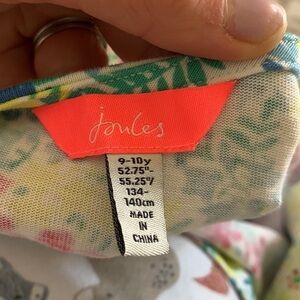 joules
9-10y
52.75"-
55.25"/
134-
140cm
MADE
IN
CHINA